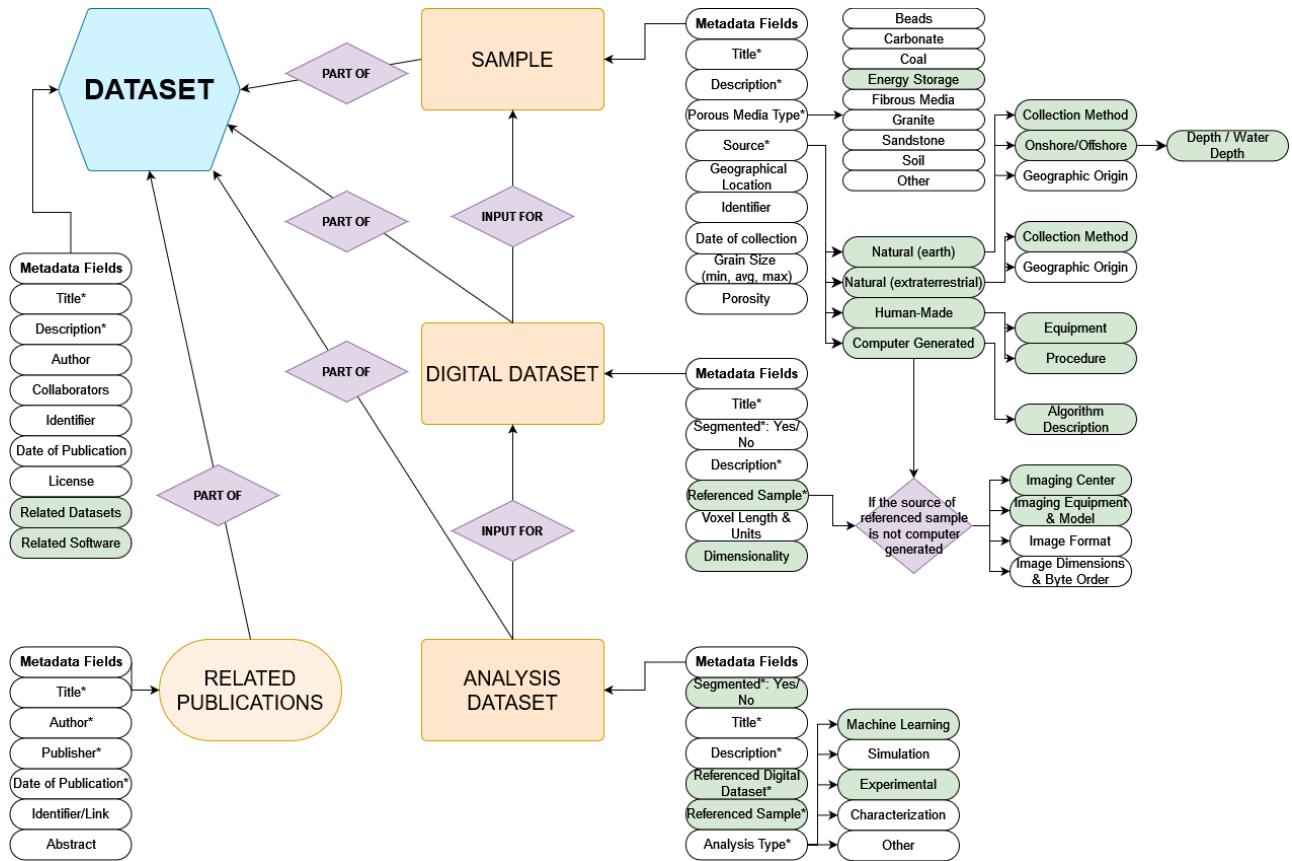 DATASET
PART OF
SAMPLE
PART OF
INPUT FOR
PART OF
DIGITAL DATASET
PART OF
INPUT FOR
RELATED
PUBLICATIONS
ANALYSIS
DATASET
Metadata Fields
Title*
Description*
Author
Collaborators
Identifier
Date of Publication
License
Related Datasets
Related Software
Metadata Fields
Title*
Author*
Publisher*
Date of Publication*
Identifier/Link
Abstract
Metadata Fields
Title*
Description*
Porous Media Type*
Source*
Geographical
Location
Identifier
Date of collection
Grain Size
(min, avg, max)
Porosity
Beads
Carbonate
Coal
Energy Storage
Fibrous Media
Granite
Sandstone
Soil
Other
Natural (earth)
Natural (extraterrestrial)
Human-Made
Computer Generated
Collection Method
Onshore/Offshore
Geographic Origin
Depth / Water
Depth
Collection Method
Geographic Origin
Equipment
Procedure
Algorithm
Description
Metadata Fields
Title*
Segmented*: Yes/
No
Description*
Referenced Sample*
Voxel Length &
Units
Dimensionality
If the source of
referenced sample
is not computer
generated
Imaging Center
Imaging Equipment
& Model
Image Format
Image Dimensions
& Byte Order
Metadata Fields
Segmented*: Yes/
No
Title*
Description*
Referenced Digital
Dataset*
Referenced Sample*
Analysis Type*
Machine Learning
Simulation
Experimental
Characterization
Other